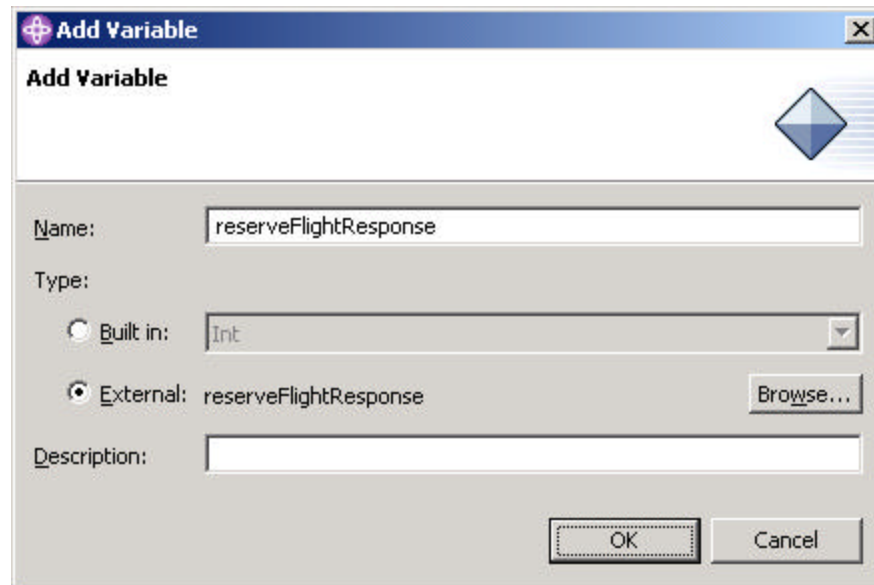 Add Variable
Add Variable
Name: reserveFlightResponse
Type:
Built in: Int
External: reserveFlightResponse Browse...
Description:
OK Cancel